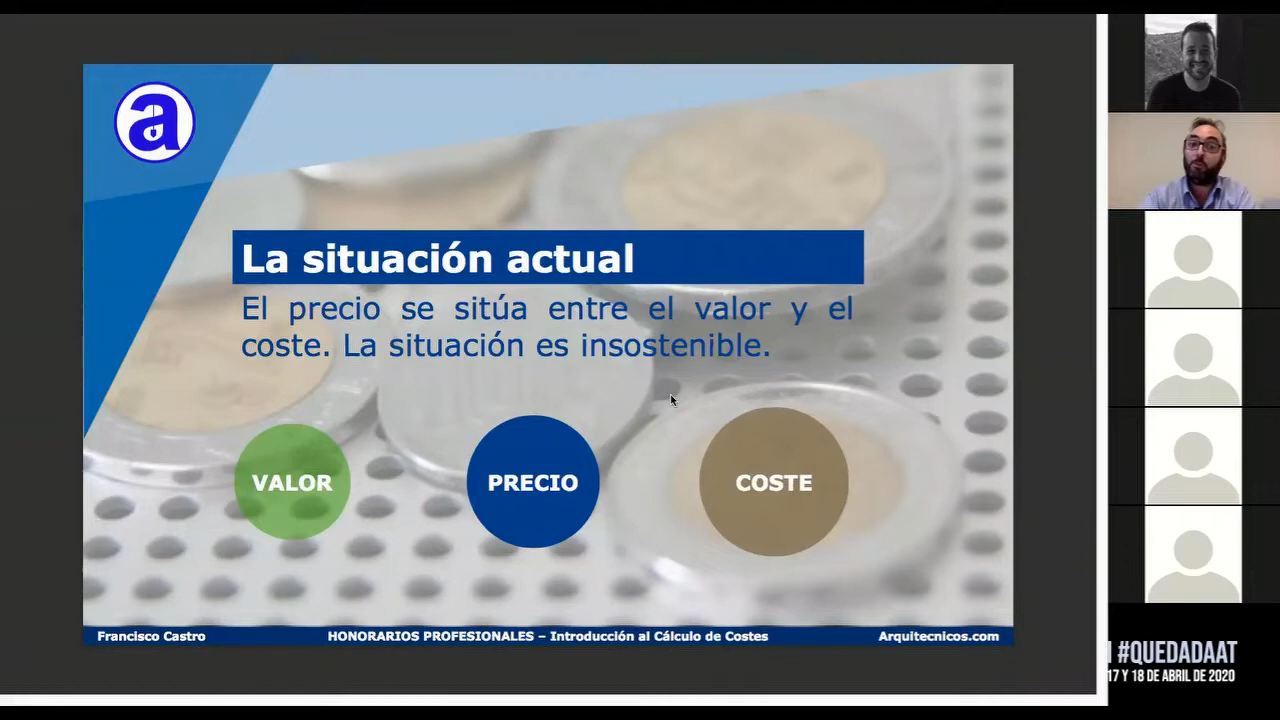 a
La situación actual
El precio se sitúa entre el valor y el
coste. La situación es insostenible.
VALOR
PRECIO
COSTE
Francisco Castro
HONORARIOS PROFESIONALES – Introducción al Cálculo de Costes
Arquitecnicos.com
#QUEDADAAT
17 Y 18 DE ABRIL DE 2020